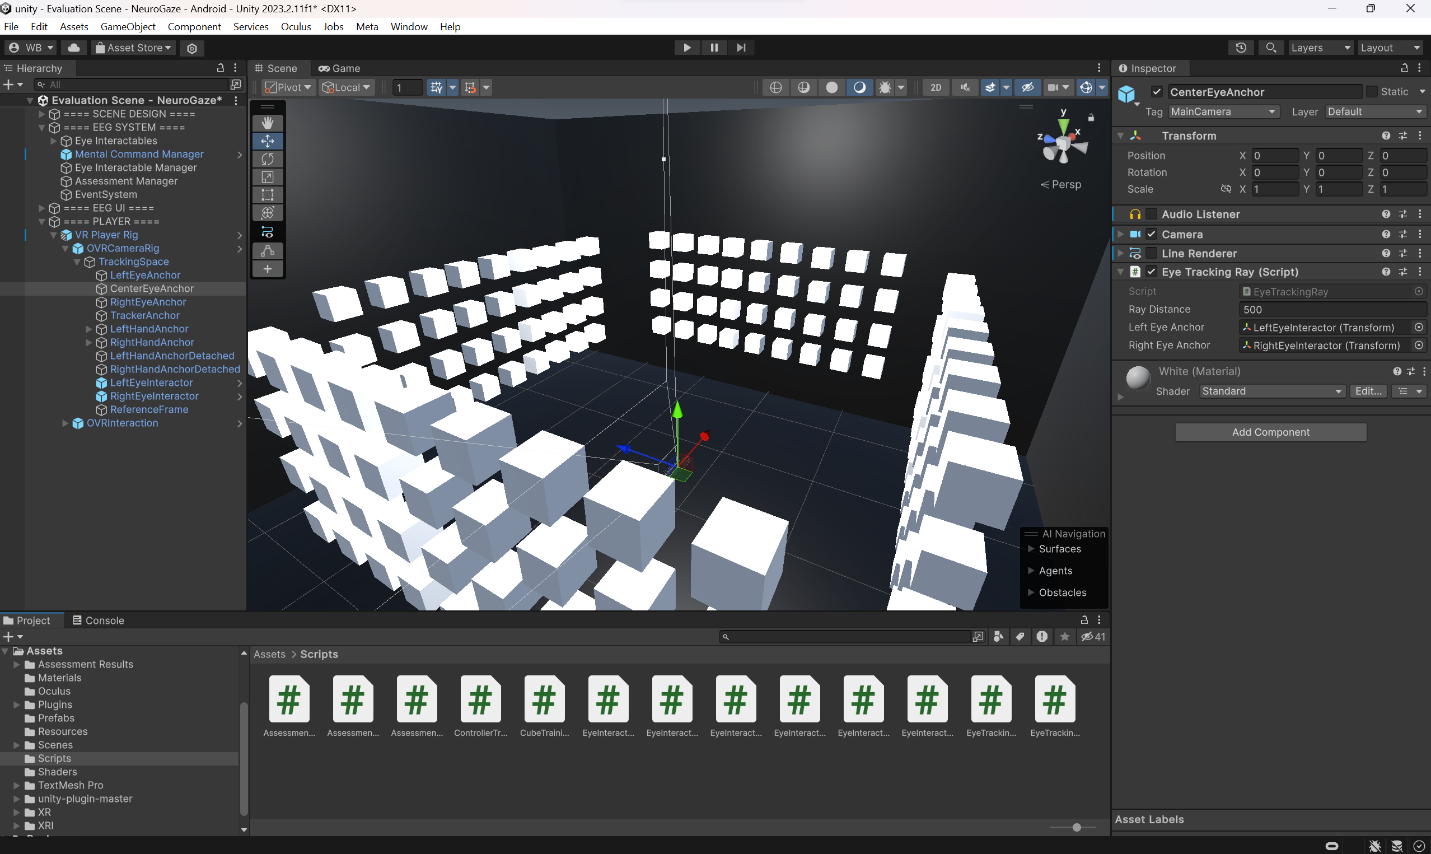 unity - Evaluation Scene - NeuroGaze - Android - Unity 2023.2.11f1* <DX11>
File Edit Assets GameObject Component Services Oculus Jobs Meta Window Help
WB Asset Store Layers Layout
Hierarchy
All
Evaluation Scene - NeuroGaze*
==== SCENE DESIGN ====
==== EEG SYSTEM ====
Eye Interactables
Mental Command Manager
Eye Interactable Manager
Assessment Manager
EventSystem
==== EEG UI ====
==== PLAYER ====
VR Player Rig
OVRCameraRig
TrackingSpace
LeftEyeAnchor
CenterEyeAnchor
RightEyeAnchor
TrackerAnchor
LeftHandAnchor
RightHandAnchor
LeftHandAnchorDetached
RightHandAnchorDetached
LeftEyeInteractor
RightEyeInteractor
ReferenceFrame
OVRInteraction
Scene Game
Pivot Local 1 2D
y
z x
Persp
AI Navigation
Surfaces
Agents
Obstacles
Inspector
CenterEyeAnchor Static
Tag MainCamera Layer Default
Transform
Position X 0 Y 0 Z 0
Rotation X 0 Y 0 Z 0
Scale X 1 Y 1 Z 1
Audio Listener
Camera
Line Renderer
# Eye Tracking Ray (Script)
Script EyeTrackingRay
Ray Distance 500
Left Eye Anchor LeftEyeInteractor (Transform)
Right Eye Anchor RightEyeInteractor (Transform)
White (Material)
Shader Standard Edit...
Add Component
Asset Labels
Project Console
41
Assets
Assessment Results
Materials
Oculus
Plugins
Prefabs
Resources
Scenes
Scripts
Shaders
TextMesh Pro
unity-plugin-master
XR
XRI
Assets > Scripts
# # # # # # # # # # # # #
Assessmen... Assessmen... Assessmen... ControllerTr... CubeTraini... EyeInteract... EyeInteract... EyeInteract... EyeInteract... EyeInteract... EyeInteract... EyeTrackin... EyeTrackin...